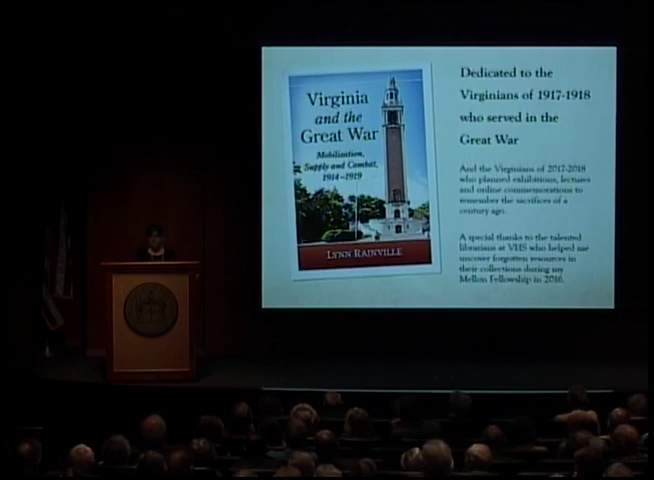 Virginia
and the
Great War
Mobilization,
Supply and Combat,
1914–1919
LYNN RAINVILLE
Dedicated to the
Virginians of 1917-1918
who served in the
Great War
And the Virginians of 2017-2018
who planned exhibitions, lectures
and online commemorations to
remember the sacrifices of a
century ago.
A special thanks to the talented
librarians at VHS who helped me
uncover forgotten resources in
their collections during my
Mellon Fellowship in 2016.